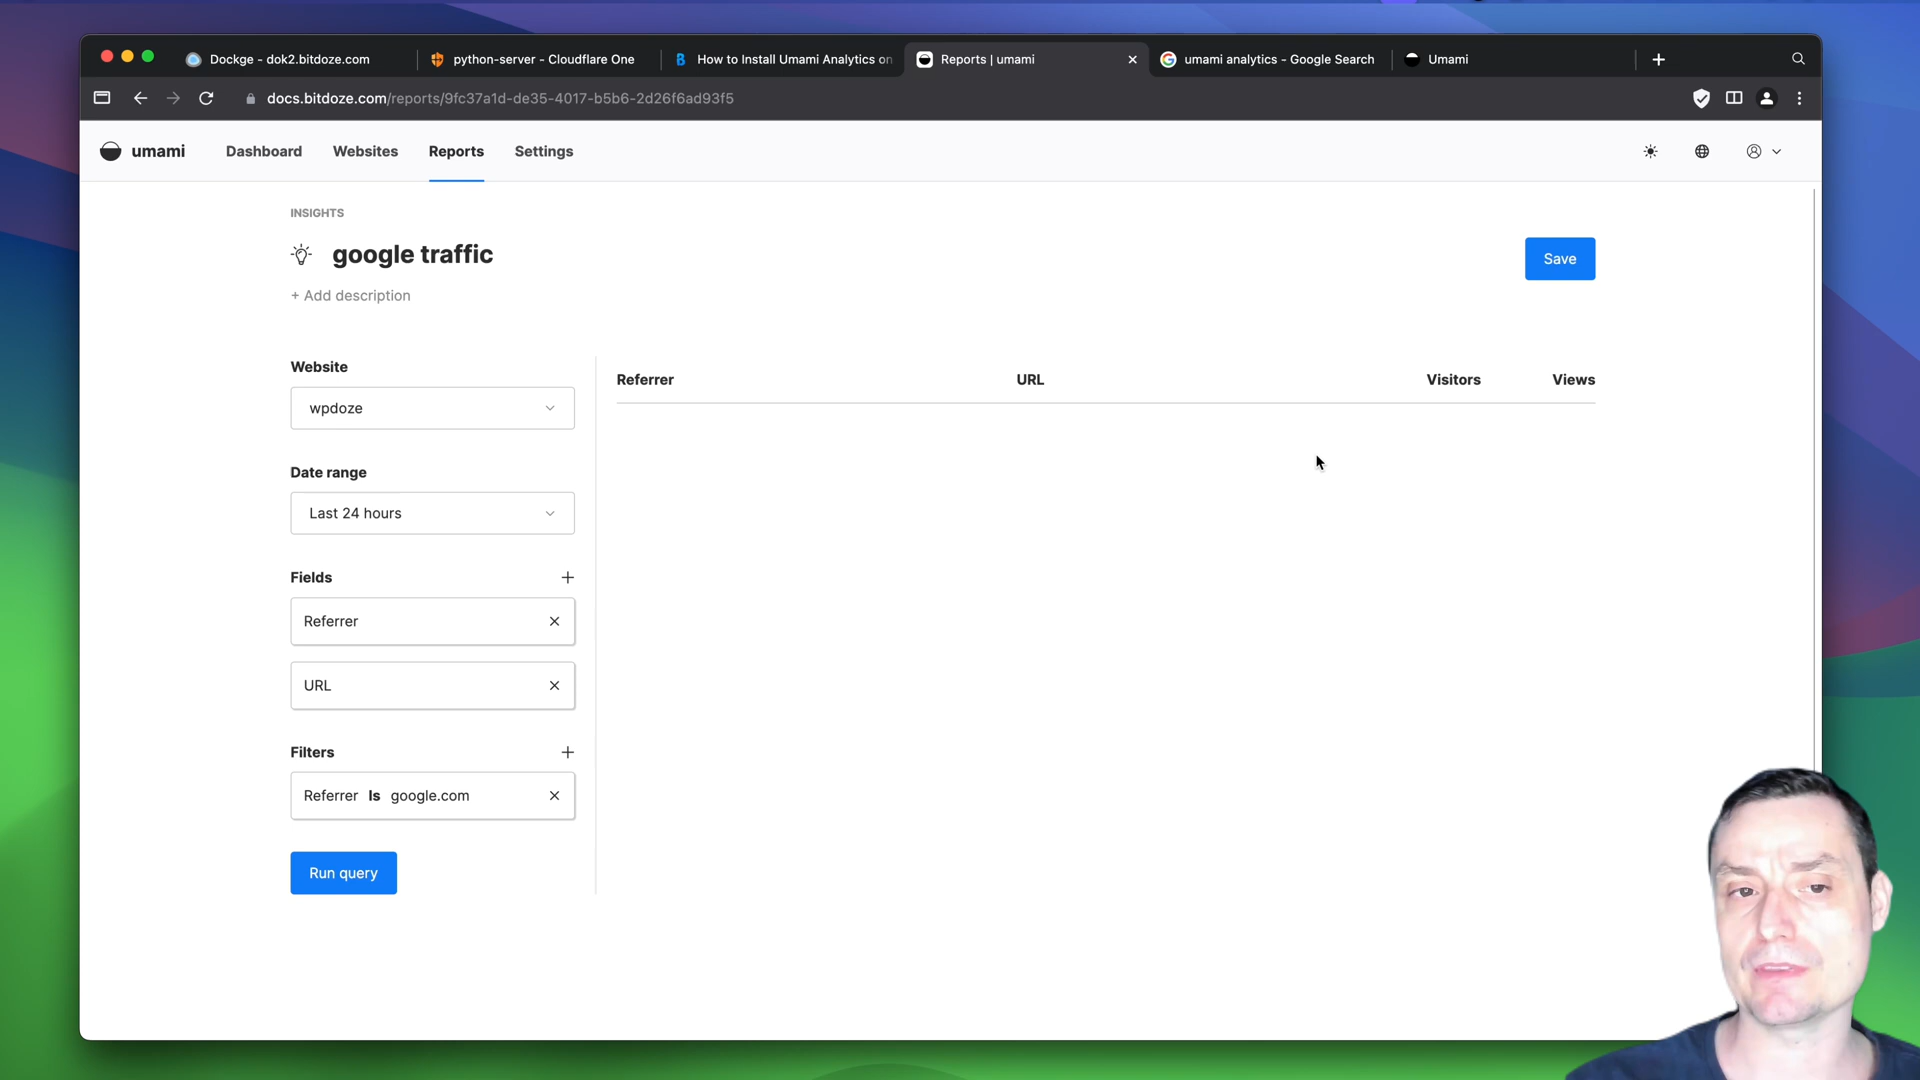 Dockge - dok2.bitdoze.com
python-server - Cloudflare One
How to Install Umami Analytics on
Reports | umami
umami analytics - Google Search
Umami
docs.bitdoze.com/reports/9fc37a1d-de35-4017-b5b6-2d26f6ad93f5
umami
Dashboard
Websites
Reports
Settings
INSIGHTS
google traffic
Save
+ Add description
Website
wpdoze
Date range
Last 24 hours
Fields
Referrer
URL
Filters
Referrer Is google.com
Run query
Referrer
URL
Visitors
Views